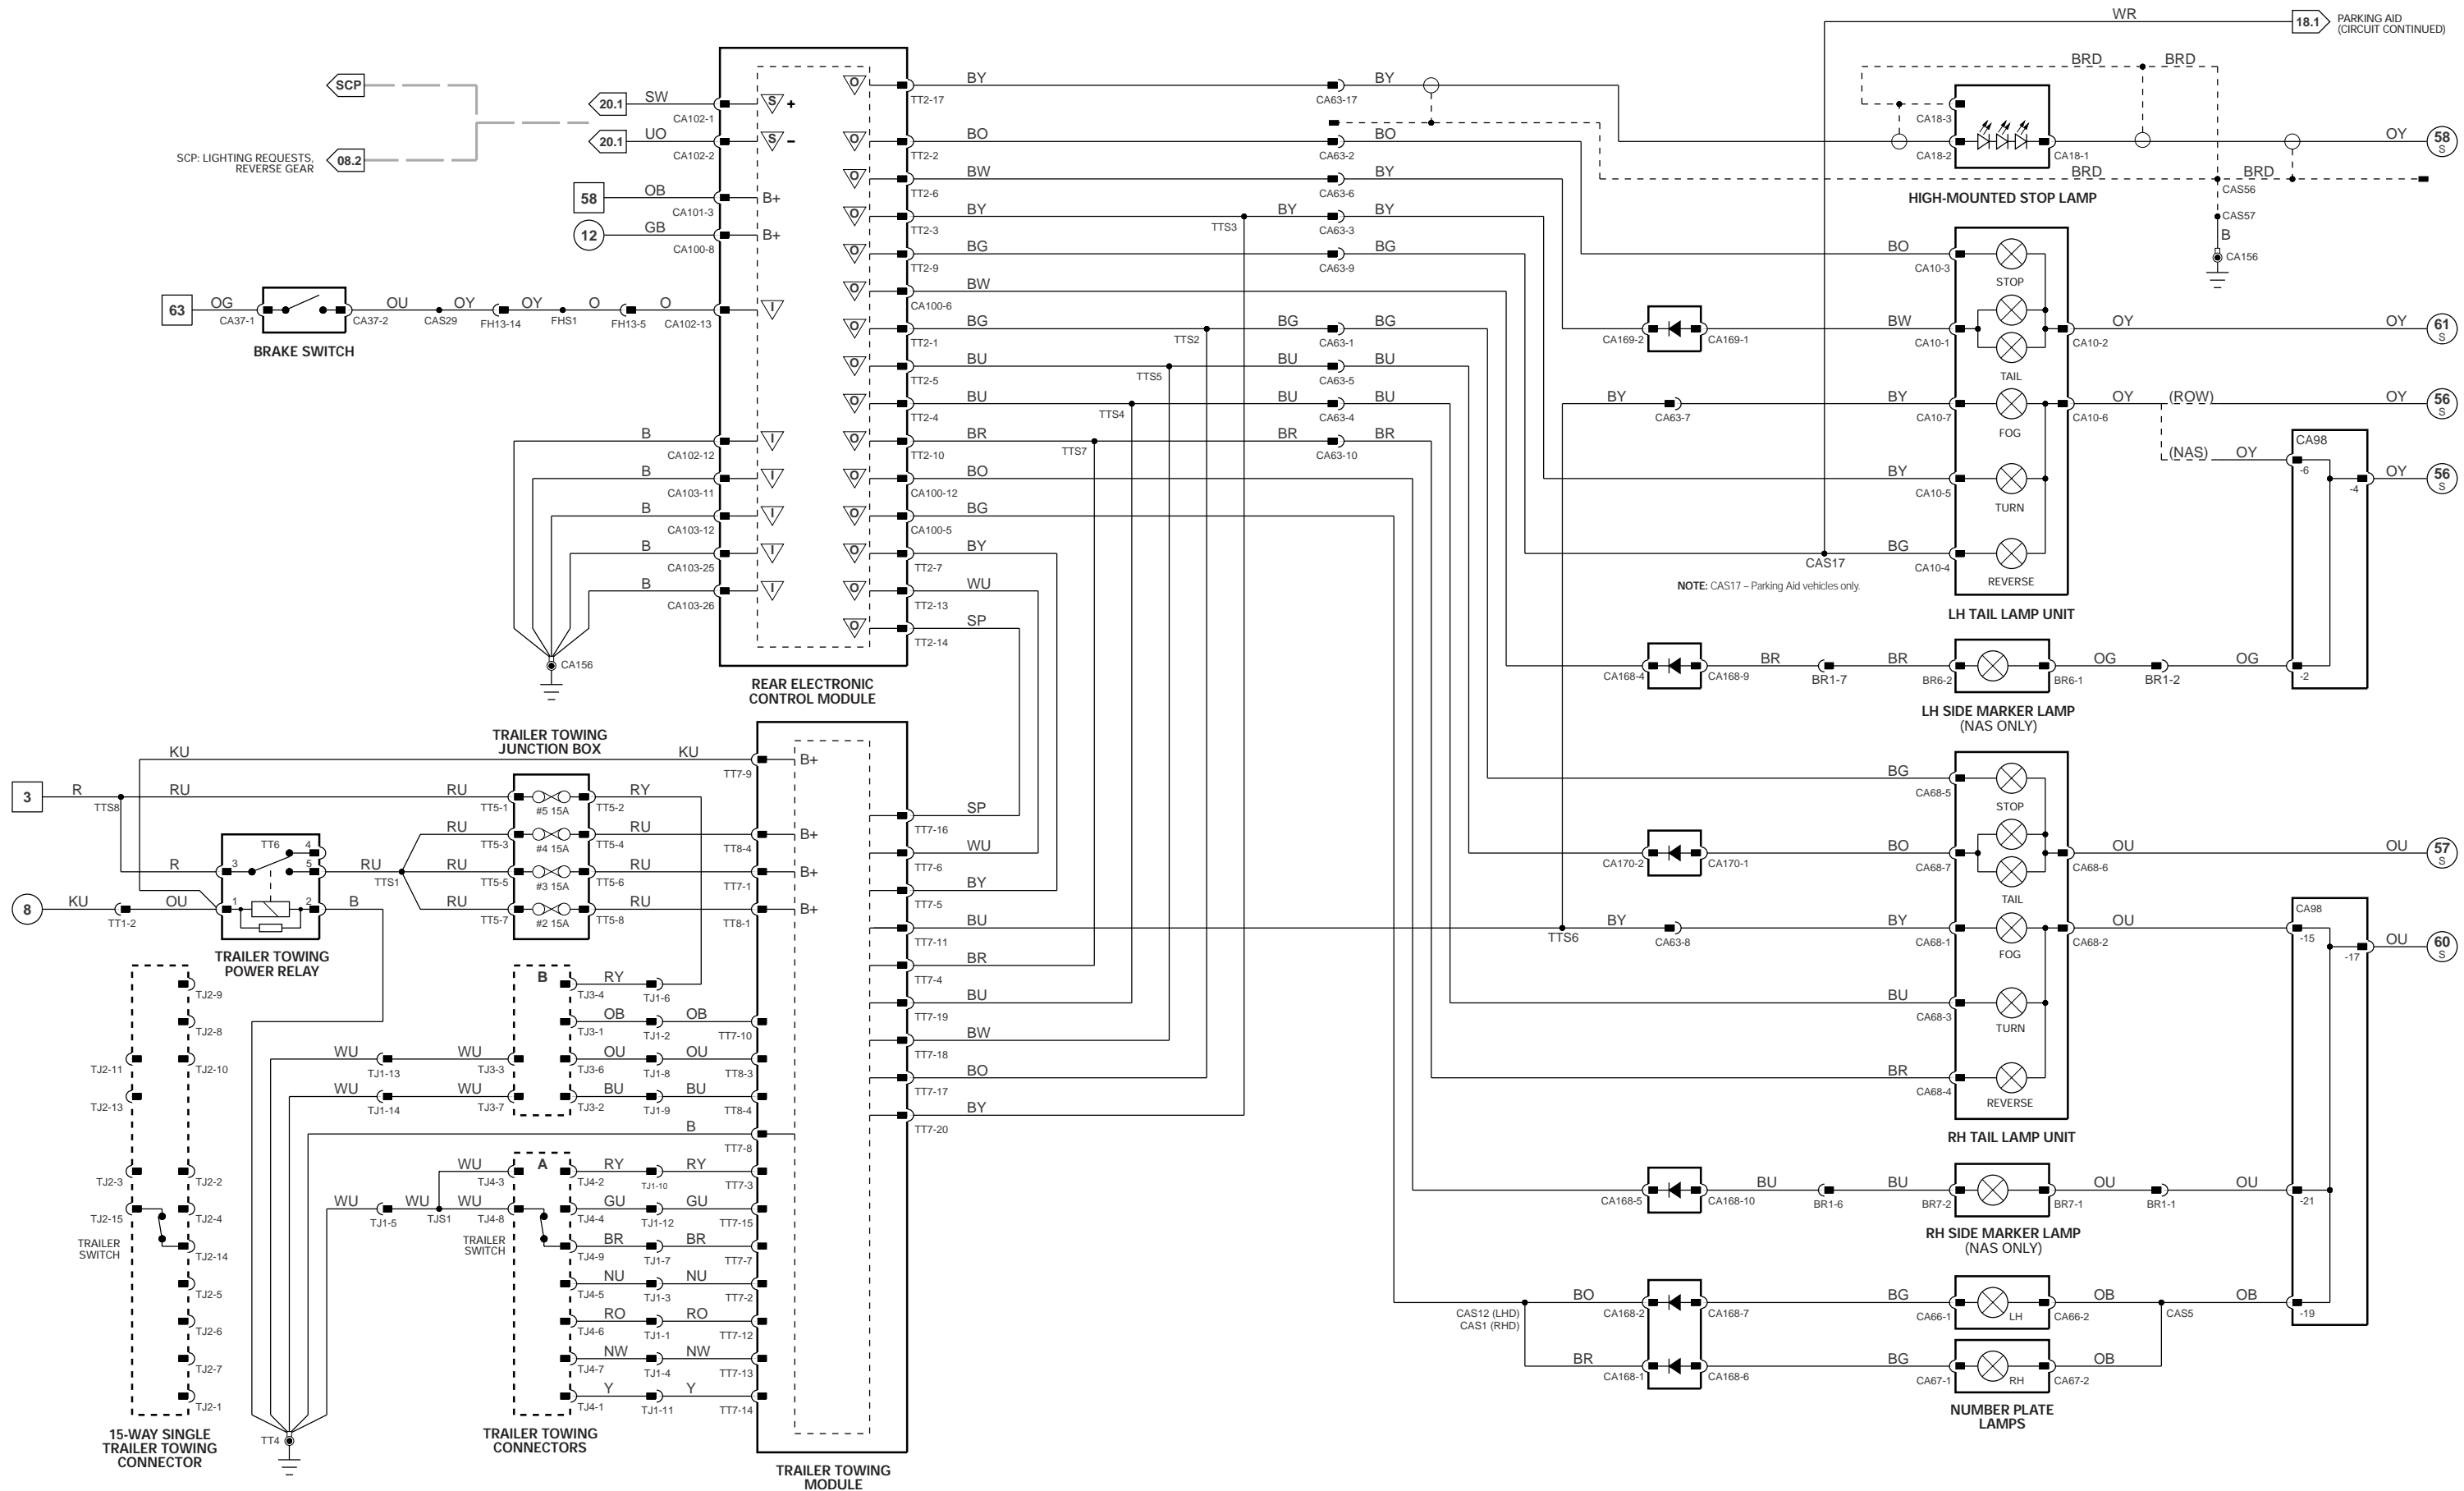 WR
18.1
PARKING AID
(CIRCUIT CONTINUED)
SCP
08.2
SCP: LIGHTING REQUESTS,
REVERSE GEAR
20.1
SW
CA102-1
S
+
20.1
UO
CA102-2
S
–
58
OB
CA101-3
B+
12
GB
CA100-8
B+
63
OG
CA37-1
CA37-2
OU
CAS29
OY
FH13-14
OY
FHS1
O
FH13-5
O
CA102-13
I
BRAKE SWITCH
B
CA102-12
I
B
CA103-11
I
B
CA103-12
I
B
CA103-25
I
B
CA103-26
I
CA156
REAR ELECTRONIC
CONTROL MODULE
O
TT2-17
BY
CA63-17
BY
O
TT2-2
BO
CA63-2
BO
O
TT2-6
BW
CA63-6
BY
O
TT2-3
BY
TTS3
BY
CA63-3
BY
O
TT2-9
BG
CA63-9
BG
O
CA100-6
BW
O
TT2-1
BG
TTS2
BG
CA63-1
BG
O
TT2-5
BU
TTS5
BU
CA63-5
BU
O
TT2-4
BU
TTS4
BU
CA63-4
BU
O
TT2-10
BR
TTS7
BR
CA63-10
BR
O
CA100-12
BO
O
CA100-5
BG
O
TT2-7
BY
O
TT2-13
WU
O
TT2-14
SP
BRD
BRD
CA18-3
CA18-2
CA18-1
OY
58
S
BRD
BRD
CAS56
HIGH-MOUNTED STOP LAMP
CAS57
B
CA156
BO
CA10-3
STOP
CA169-2
CA169-1
BW
CA10-1
TAIL
CA10-2
OY
OY
61
S
BY
CA63-7
BY
CA10-7
FOG
CA10-6
OY
(ROW)
OY
56
S
(NAS)
OY
CA98
-6
-4
OY
56
S
BY
CA10-5
TURN
CAS17
BG
CA10-4
REVERSE
NOTE: CAS17 – Parking Aid vehicles only.
LH TAIL LAMP UNIT
CA168-4
CA168-9
BR
BR1-7
BR
BR6-2
BR6-1
OG
BR1-2
OG
-2
LH SIDE MARKER LAMP
(NAS ONLY)
BG
CA68-5
STOP
CA170-2
CA170-1
BO
CA68-7
TAIL
CA68-6
OU
OU
57
S
TTS6
BY
CA63-8
BY
CA68-1
FOG
CA68-2
OU
CA98
-15
-17
OU
60
S
BU
CA68-3
TURN
BR
CA68-4
REVERSE
RH TAIL LAMP UNIT
CA168-5
CA168-10
BU
BR1-6
BU
BR7-2
BR7-1
OU
BR1-1
OU
-21
RH SIDE MARKER LAMP
(NAS ONLY)
CAS12 (LHD)
CAS1 (RHD)
BO
CA168-2
CA168-7
BG
CA66-1
LH
CA66-2
OB
CAS5
OB
-19
BR
CA168-1
CA168-6
BG
CA67-1
RH
CA67-2
OB
NUMBER PLATE
LAMPS
TRAILER TOWING
JUNCTION BOX
KU
KU
TT7-9
B+
3
R
TTS8
RU
RU
TT5-1
#5 15A
TT5-2
RY
RU
TT5-3
#4 15A
TT5-4
RU
TT8-4
B+
TT6
4
3
5
R
RU
TTS1
RU
TT5-5
#3 15A
TT5-6
RU
TT7-1
B+
8
KU
TT1-2
OU
1
2
B
RU
TT5-7
#2 15A
TT5-8
RU
TT8-1
B+
TRAILER TOWING
POWER RELAY
SP
TT7-16
WU
TT7-6
BY
TT7-5
BU
TT7-11
BR
TT7-4
BU
TT7-19
BW
TT7-18
BO
TT7-17
BY
TT7-20
B
TJ3-4
RY
TJ1-6
TJ3-1
OB
TJ1-2
OB
TT7-10
WU
TJ1-13
WU
TJ3-3
TJ3-6
OU
TJ1-8
OU
TT8-3
WU
TJ1-14
WU
TJ3-7
TJ3-2
BU
TJ1-9
BU
TT8-4
B
TT7-8
A
WU
TJ4-3
TJ4-2
RY
TJ1-10
RY
TT7-3
WU
TJ1-5
WU
TJS1
WU
TJ4-8
TJ4-4
GU
TJ1-12
GU
TT7-15
TRAILER
SWITCH
TJ4-9
BR
TJ1-7
BR
TT7-7
TJ4-5
NU
TJ1-3
NU
TT7-2
TJ4-6
RO
TJ1-1
RO
TT7-12
TJ4-7
NW
TJ1-4
NW
TT7-13
TJ4-1
Y
TJ1-11
Y
TT7-14
TRAILER TOWING
CONNECTORS
TRAILER TOWING
MODULE
TJ2-9
TJ2-8
TJ2-11
TJ2-10
TJ2-13
TJ2-3
TJ2-2
TJ2-15
TJ2-4
TRAILER
SWITCH
TJ2-14
TJ2-5
TJ2-6
TJ2-7
TJ2-1
15-WAY SINGLE
TRAILER TOWING
CONNECTOR
TT4